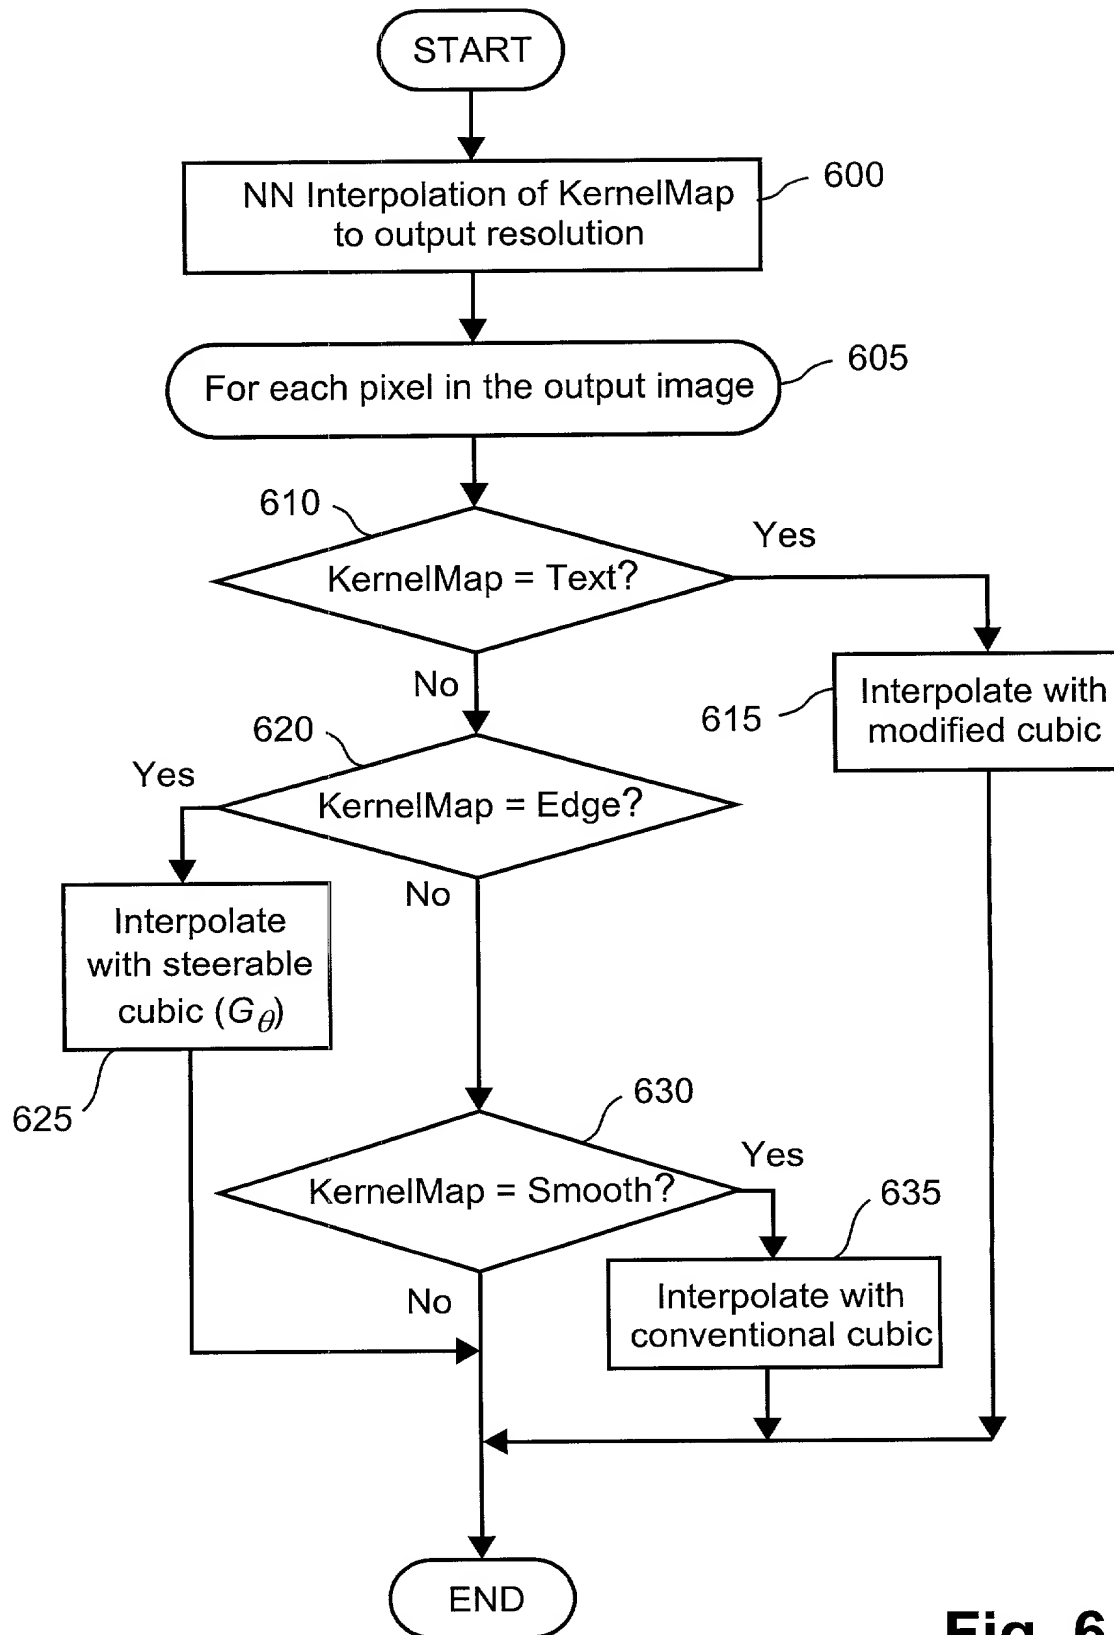 START
NN Interpolation of KernelMap
to output resolution
600
For each pixel in the output image
605
610
KernelMap = Text?
Yes
No
Interpolate with
modified cubic
615
620
KernelMap = Edge?
Yes
No
Interpolate
with steerable
cubic (Gθ)
625
630
KernelMap = Smooth?
Yes
No
635
Interpolate with
conventional cubic
END
Fig. 6